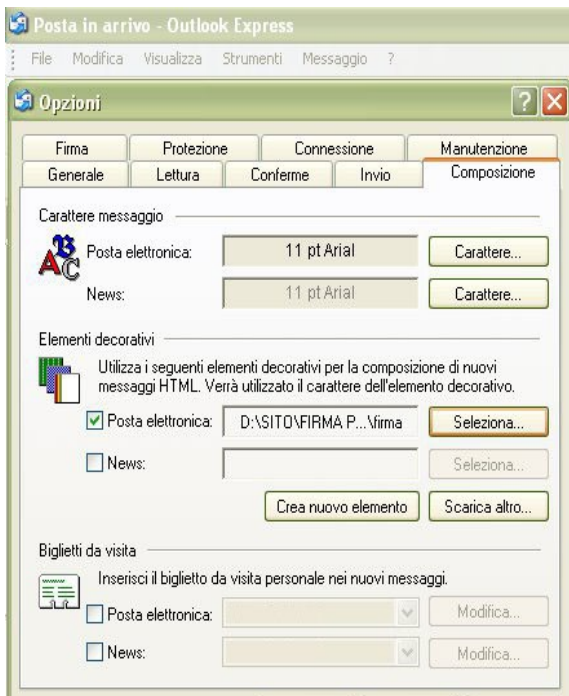 Posta in arrivo - Outlook Express
File Modifica Visualizza Strumenti Messaggio ?
Opzioni
Firma Protezione Connessione Manutenzione
Generale Lettura Conferme Invio Composizione
Carattere messaggio
Posta elettronica: 11 pt Arial Carattere...
News: 11 pt Arial Carattere...
Elementi decorativi
Utilizza i seguenti elementi decorativi per la composizione di nuovi
messaggi HTML. Verrà utilizzato il carattere dell'elemento decorativo.
Posta elettronica: D:\SITO\FIRMA P...\firma Seleziona...
News: Seleziona...
Crea nuovo elemento Scarica altro...
Biglietti da visita
Inserisci il biglietto da visita personale nei nuovi messaggi.
Posta elettronica: Modifica...
News: Modifica...